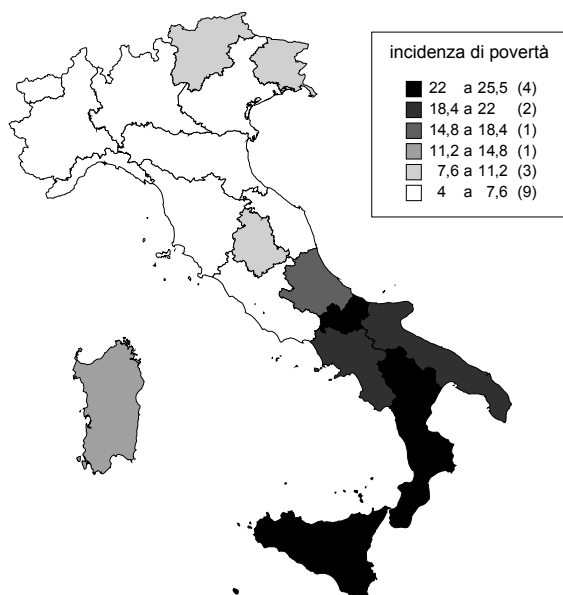 incidenza di povertà
22 a 25,5 (4)
18,4 a 22 (2)
14,8 a 18,4 (1)
11,2 a 14,8 (1)
7,6 a 11,2 (3)
4 a 7,6 (9)